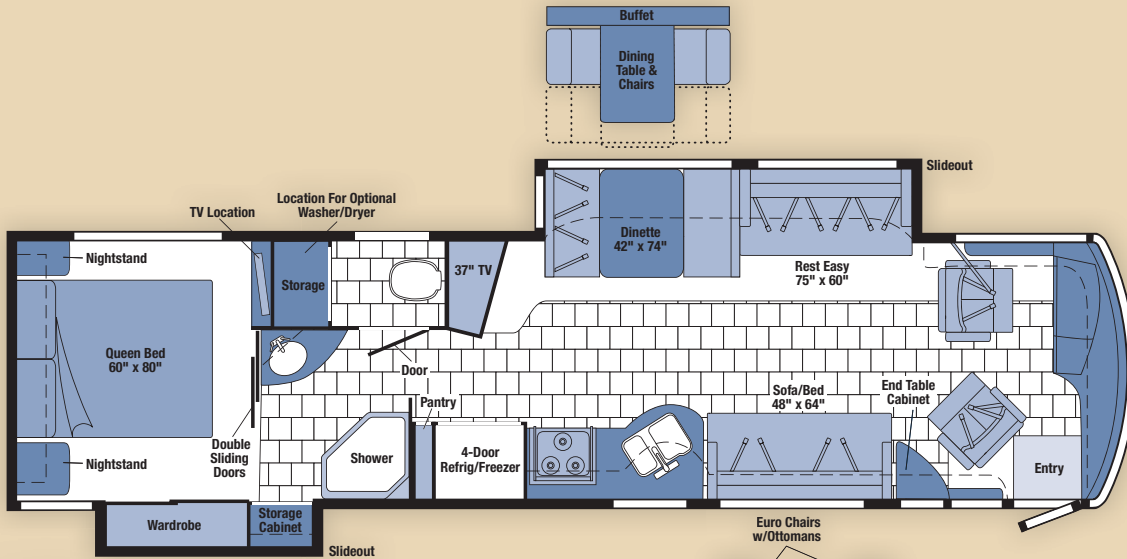 Buffet
Dining
Table &
Chairs
Slideout
Location For Optional
Washer/Dryer
TV Location
Nightstand
Storage
37" TV
Dinette
42" x 74"
Rest Easy
75" x 60"
Queen Bed
60" x 80"
Door
Pantry
Sofa/Bed
48" x 64"
End Table
Cabinet
Double
Sliding
Doors
Nightstand
Shower
4-Door
Refrig/Freezer
Entry
Wardrobe
Storage
Cabinet
Slideout
Euro Chairs
w/Ottomans